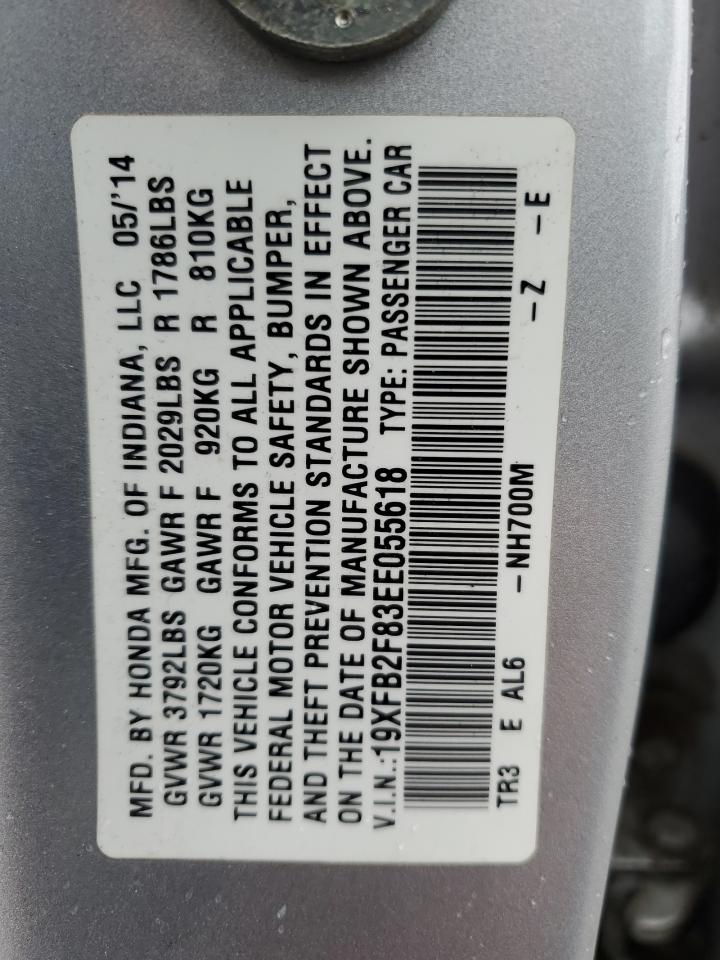 MFD. BY HONDA MFG. OF INDIANA, LLC 05/'14
GVWR 3792LBS GAWR F 2029LBS R 1786LBS
GVWR 1720KG GAWR F 920KG R 810KG
THIS VEHICLE CONFORMS TO ALL APPLICABLE
FEDERAL MOTOR VEHICLE SAFETY, BUMPER,
AND THEFT PREVENTION STANDARDS IN EFFECT
ON THE DATE OF MANUFACTURE SHOWN ABOVE.
V.I.N.:19XFB2F83EE055618 TYPE: PASSENGER CAR
TR3 E AL6 -NH700M -Z -E